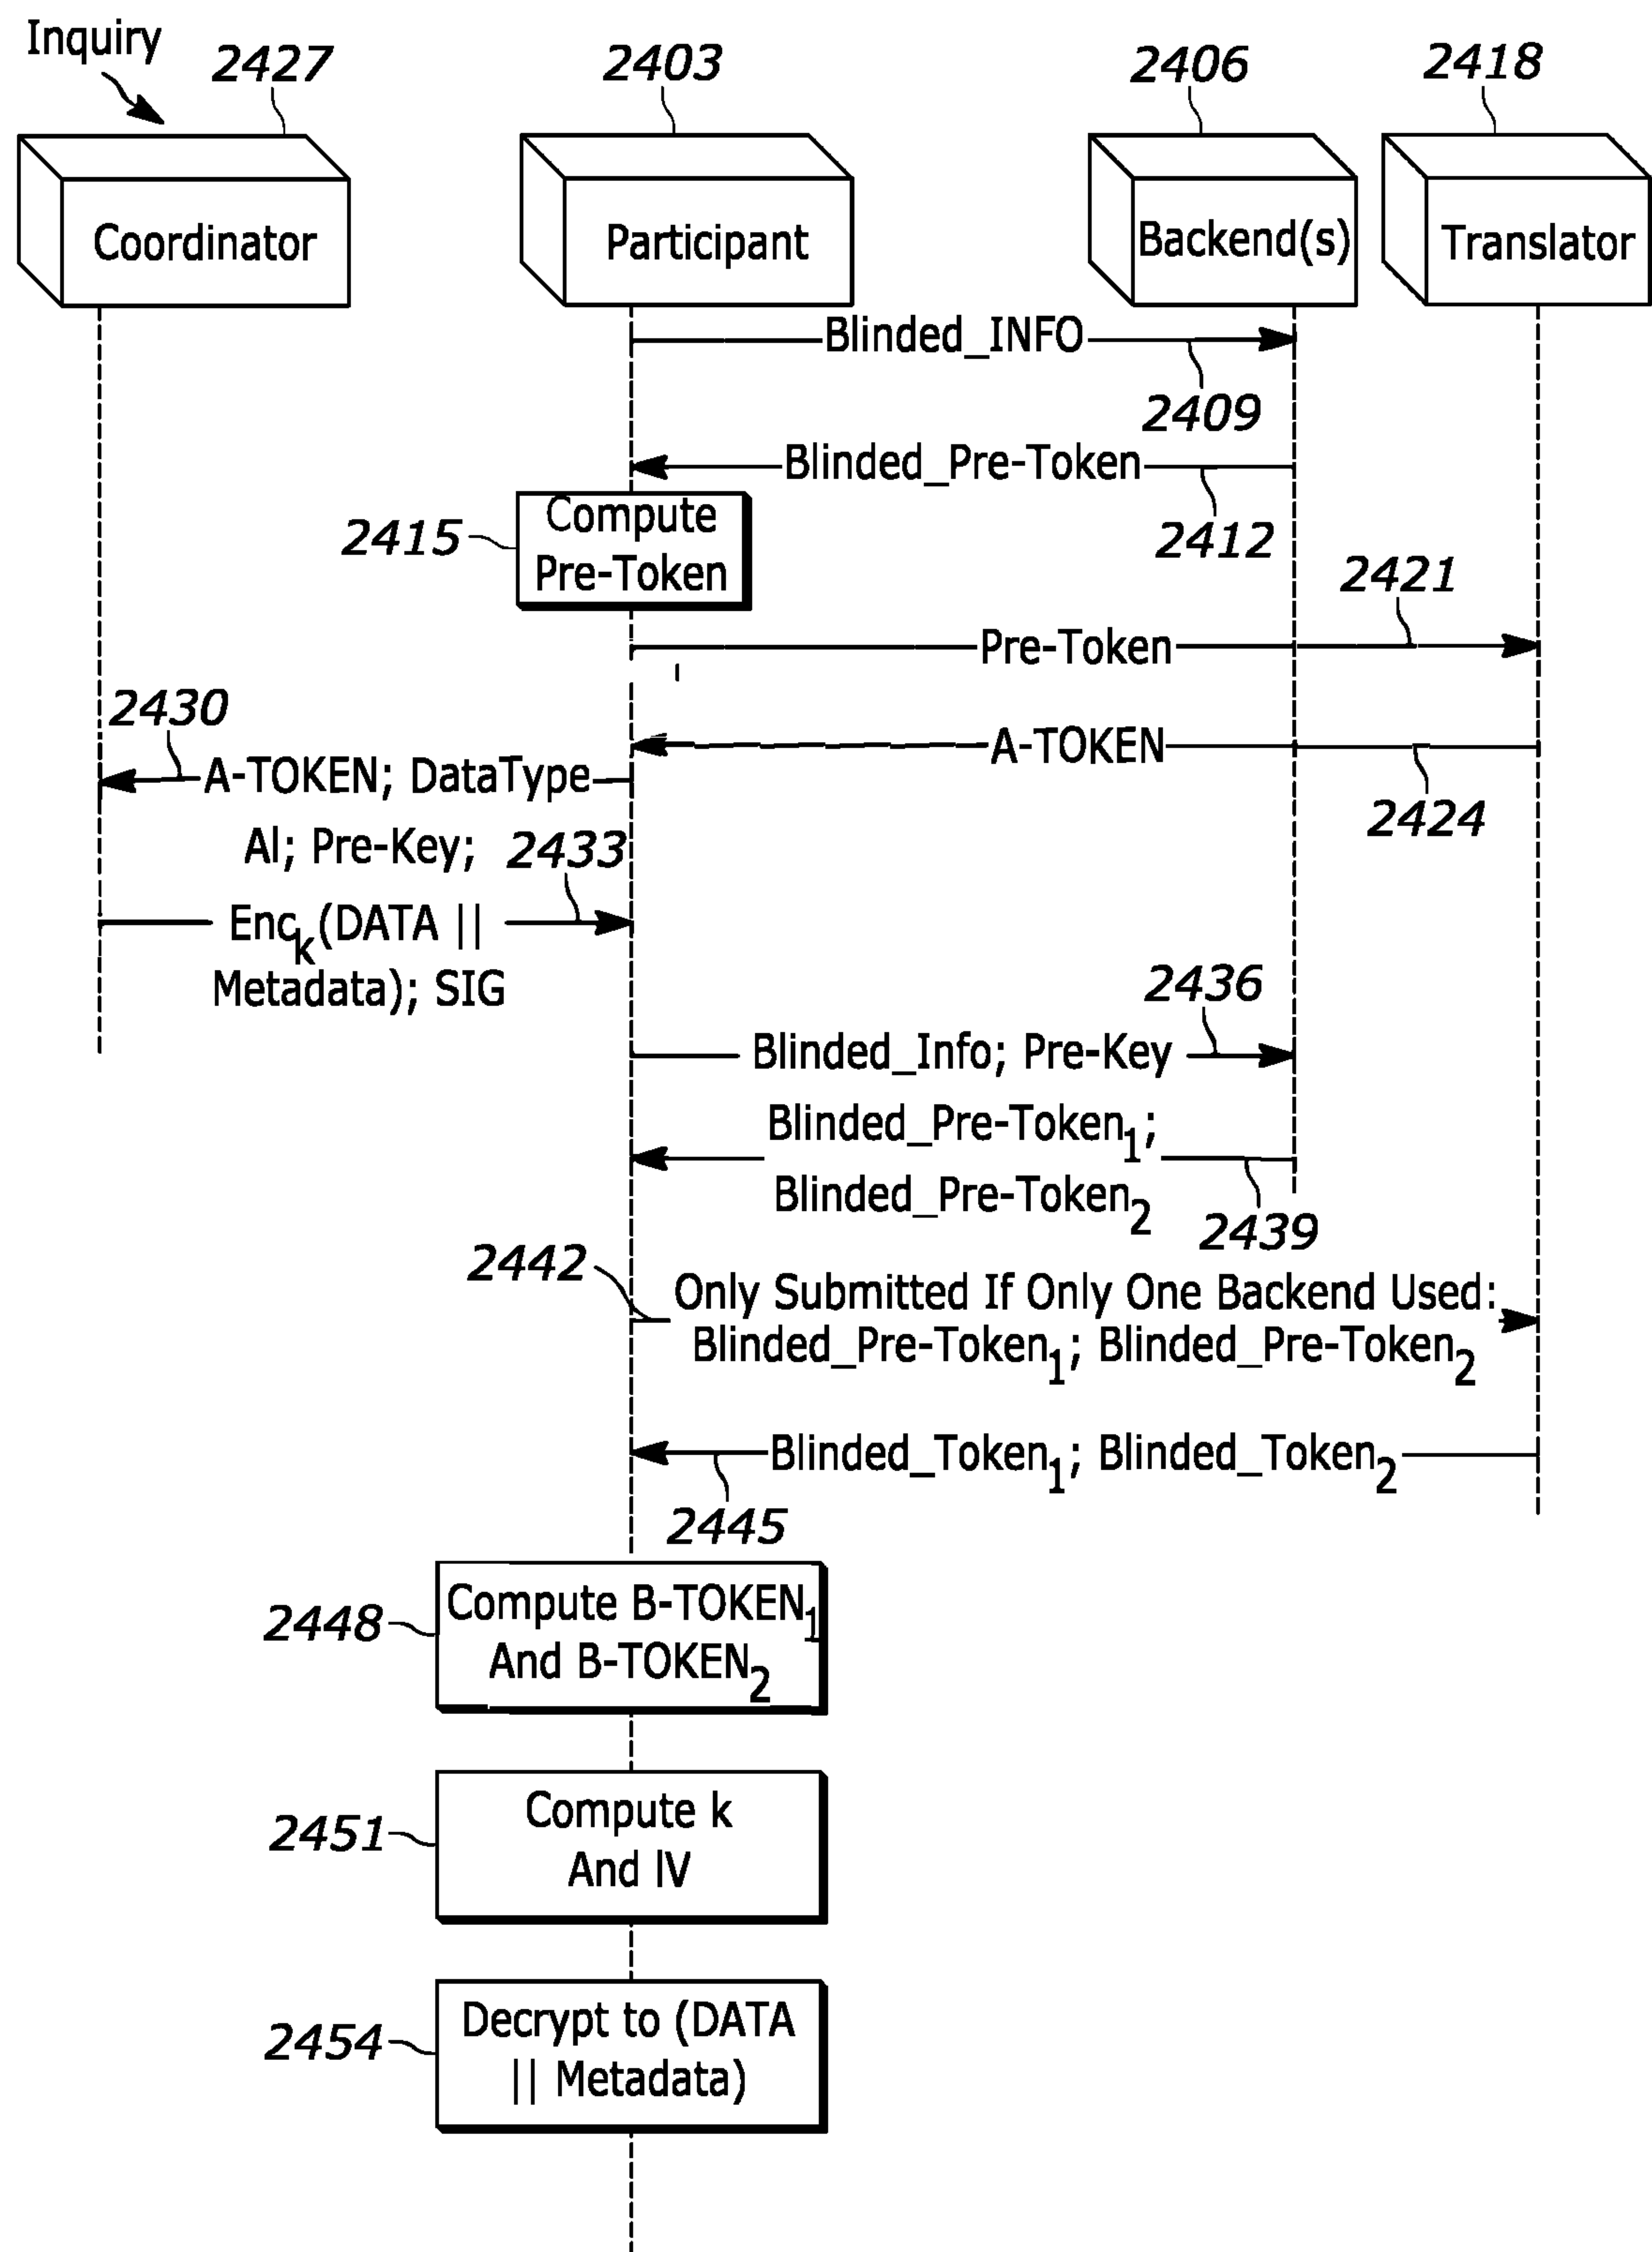 Inquiry
2427
2403
2406
2418
Coordinator
Participant
Backend(s)
Translator
Blinded_INFO
2409
Blinded_Pre-Token
2412
2415
Compute
Pre-Token
2421
Pre-Token
2430
A-TOKEN
2424
A-TOKEN; DataType
AI; Pre-Key;
2433
Enck(DATA ||
Metadata); SIG
2436
Blinded_Info; Pre-Key
Blinded_Pre-Token1;
Blinded_Pre-Token2
2439
2442
Only Submitted If Only One Backend Used:
Blinded_Pre-Token1; Blinded_Pre-Token2
Blinded_Token1; Blinded_Token2
2445
2448
Compute B-TOKEN1
And B-TOKEN2
2451
Compute k
And IV
2454
Decrypt to (DATA
|| Metadata)